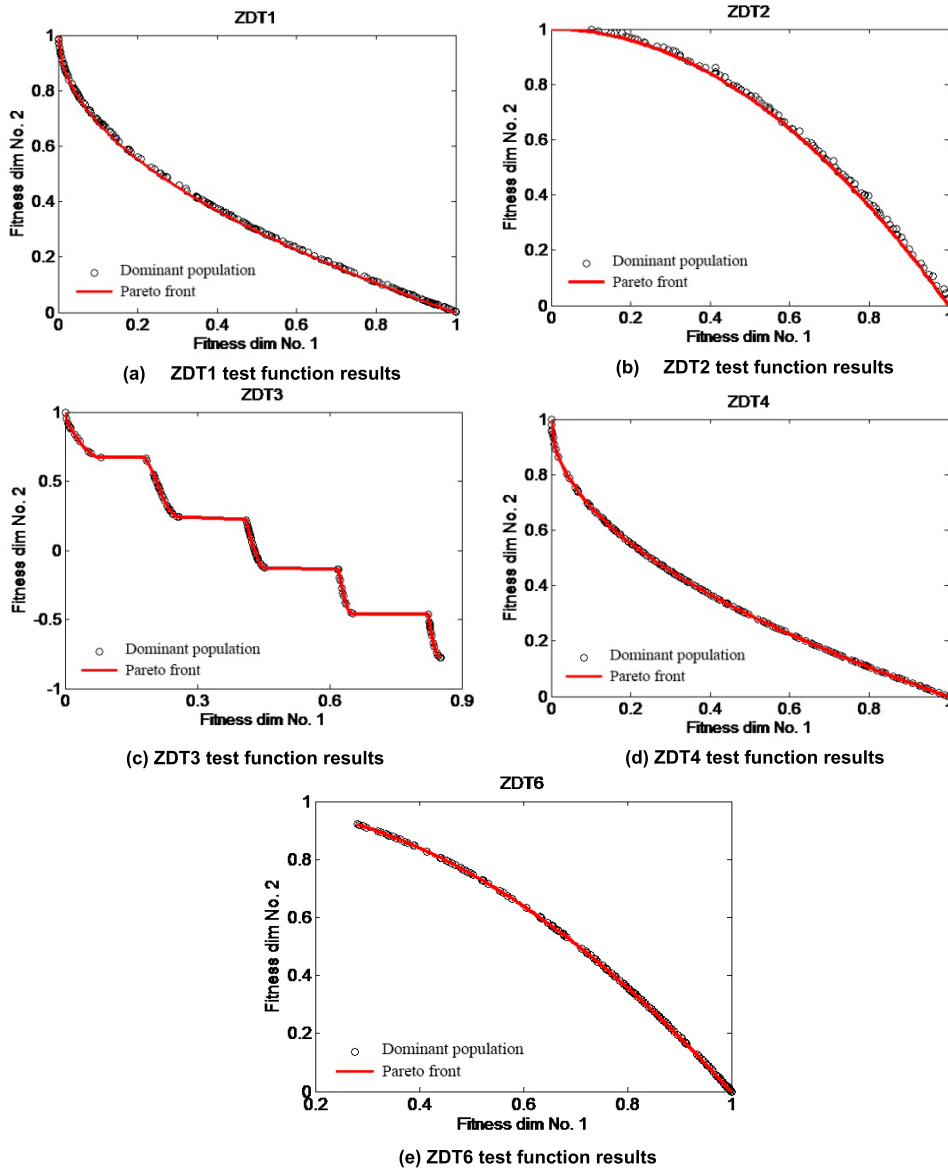 ZDT1
1
0.8
0.6
0.4
0.2
0
Fitness dim No. 2
Dominant population
Pareto front
0 0.2 0.4 0.6 0.8 1
Fitness dim No. 1
(a) ZDT1 test function results
ZDT2
1
0.8
0.6
0.4
0.2
0
Fitness dim No. 2
Dominant population
Pareto front
0 0.2 0.4 0.6 0.8 1
Fitness dim No. 1
(b) ZDT2 test function results
ZDT3
1
0.5
0
-0.5
-1
Fitness dim No. 2
Dominant population
Pareto front
0 0.3 0.6 0.9
Fitness dim No. 1
(c) ZDT3 test function results
ZDT4
1
0.8
0.6
0.4
0.2
0
Fitness dim No. 2
Dominant population
Pareto front
0 0.2 0.4 0.6 0.8 1
Fitness dim No. 1
(d) ZDT4 test function results
ZDT6
1
0.8
0.6
0.4
0.2
0
Fitness dim No. 2
Dominant population
Pareto front
0.2 0.4 0.6 0.8 1
Fitness dim No. 1
(e) ZDT6 test function results